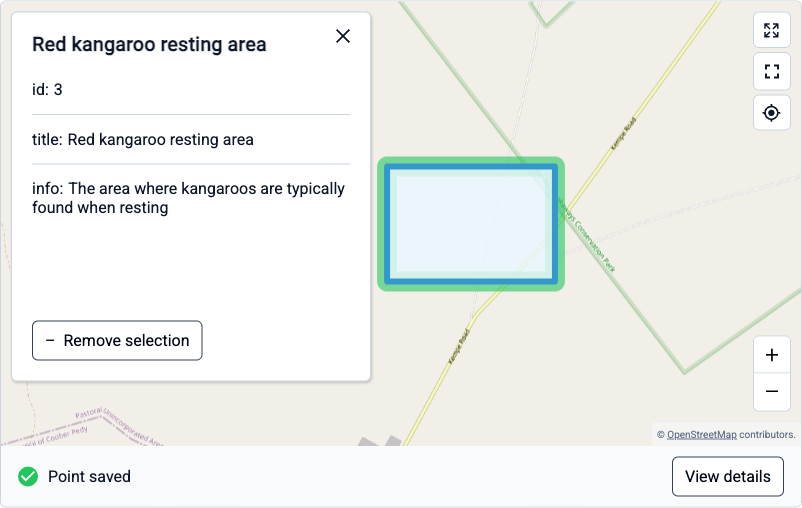 Red kangaroo resting area
id: 3
title: Red kangaroo resting area
info: The area where kangaroos are typically
found when resting
− Remove selection
Kempe Road
Conservation Park
Kempe Road
Pastoral Unincorporated Area
of Coober Pedy
+
−
© OpenStreetMap contributors.
Point saved
View details